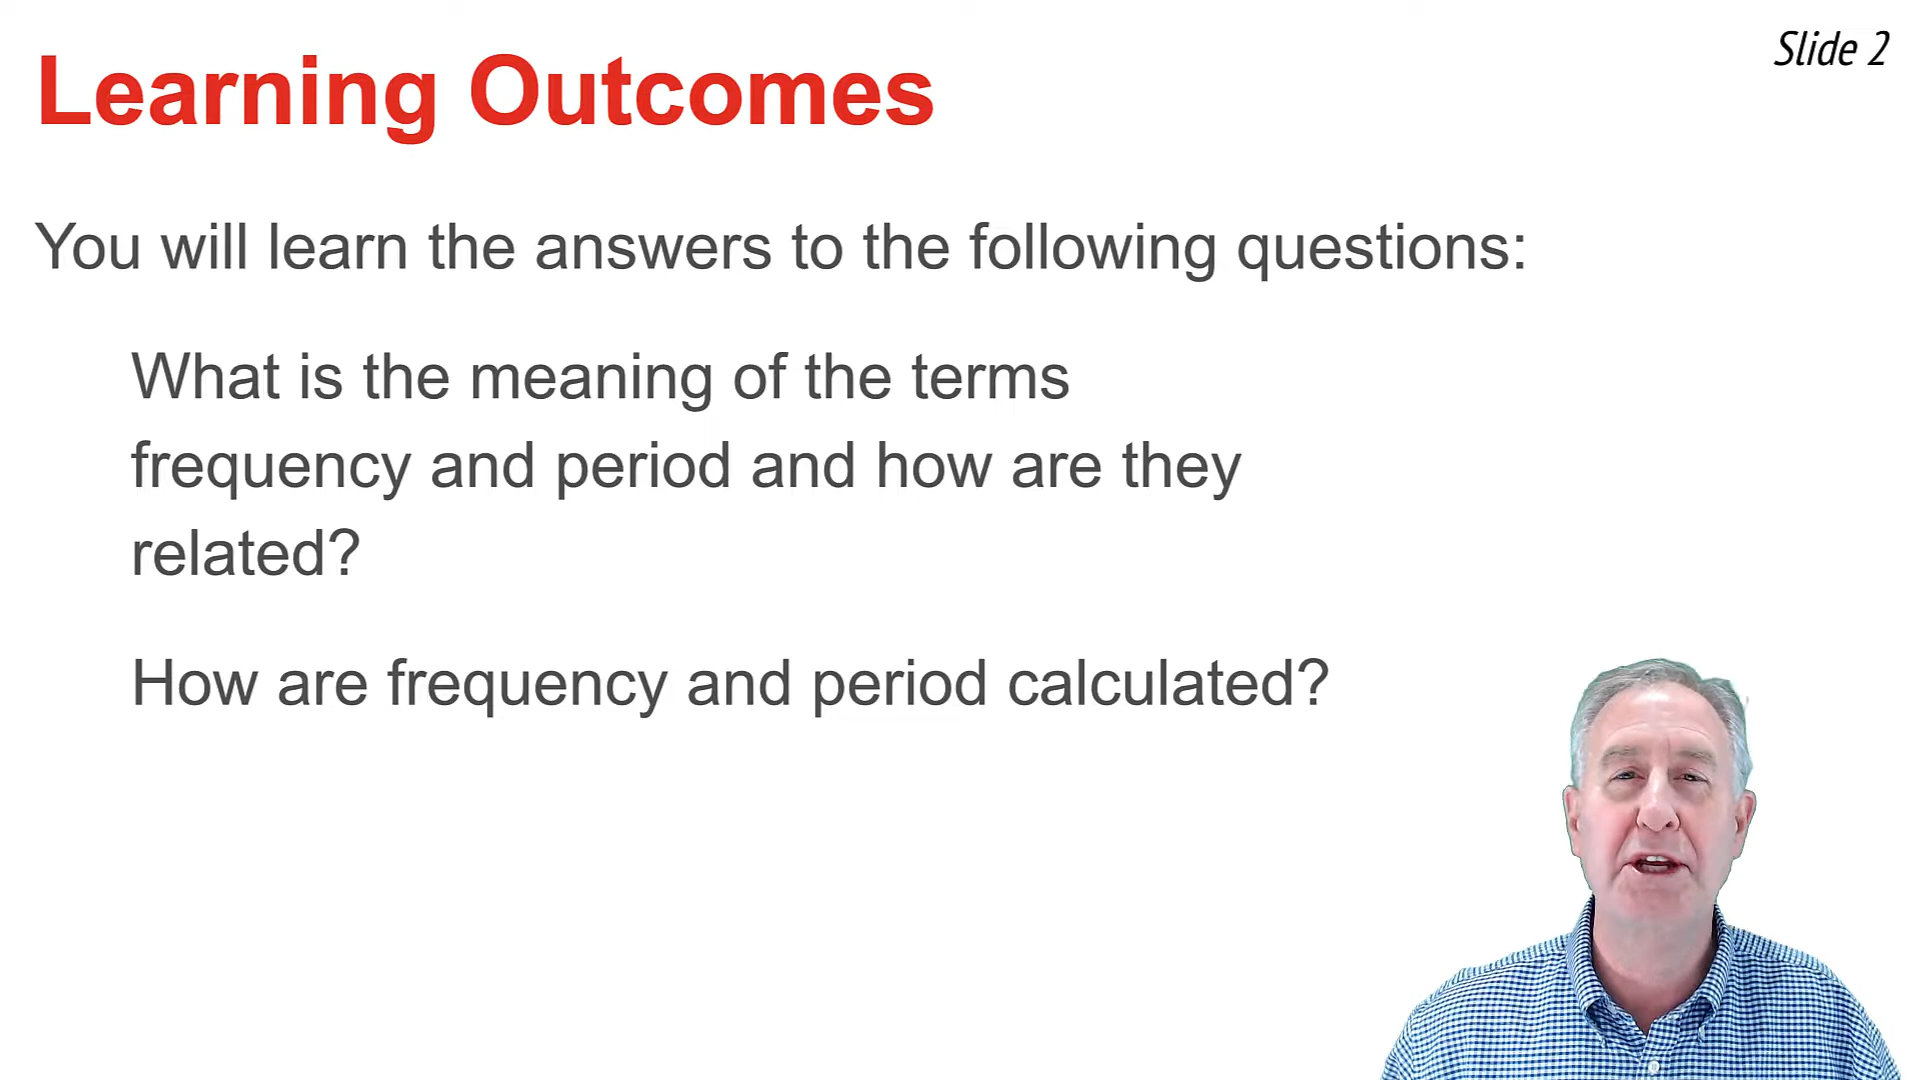 Slide 2
Learning Outcomes
You will learn the answers to the following questions:
What is the meaning of the terms
frequency and period and how are they
related?
How are frequency and period calculated?